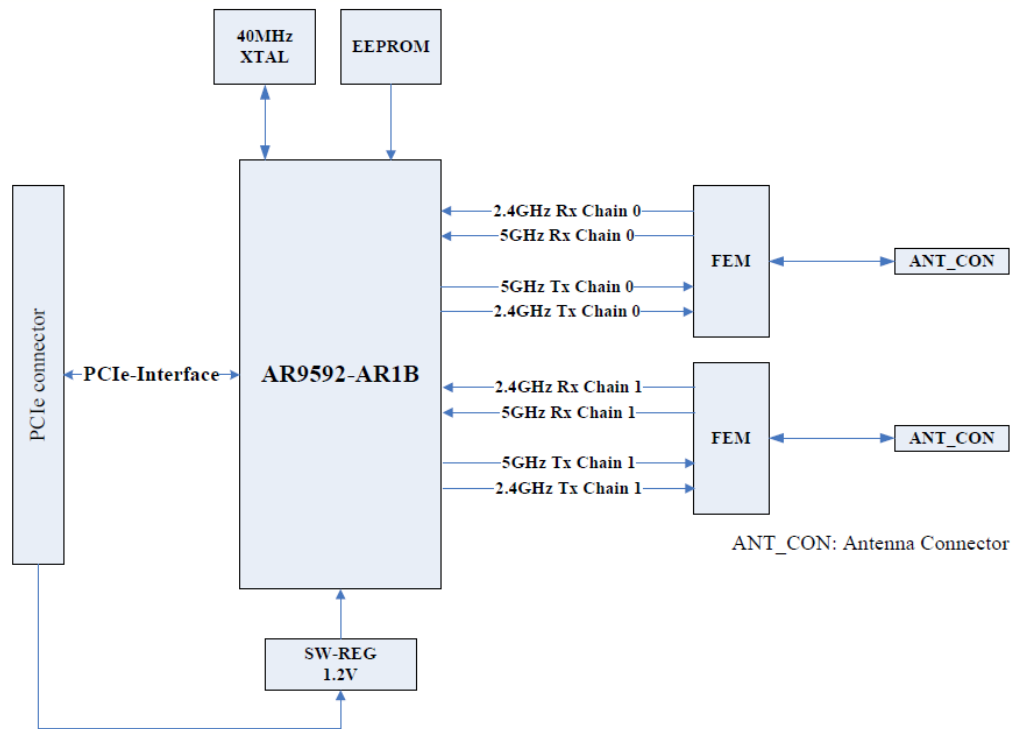 40MHz
XTAL
EEPROM
2.4GHz Rx Chain 0
5GHz Rx Chain 0
FEM
ANT_CON
5GHz Tx Chain 0
2.4GHz Tx Chain 0
PCIe connector
PCIe-Interface
AR9592-AR1B
2.4GHz Rx Chain 1
5GHz Rx Chain 1
FEM
ANT_CON
5GHz Tx Chain 1
2.4GHz Tx Chain 1
ANT_CON: Antenna Connector
SW-REG
1.2V